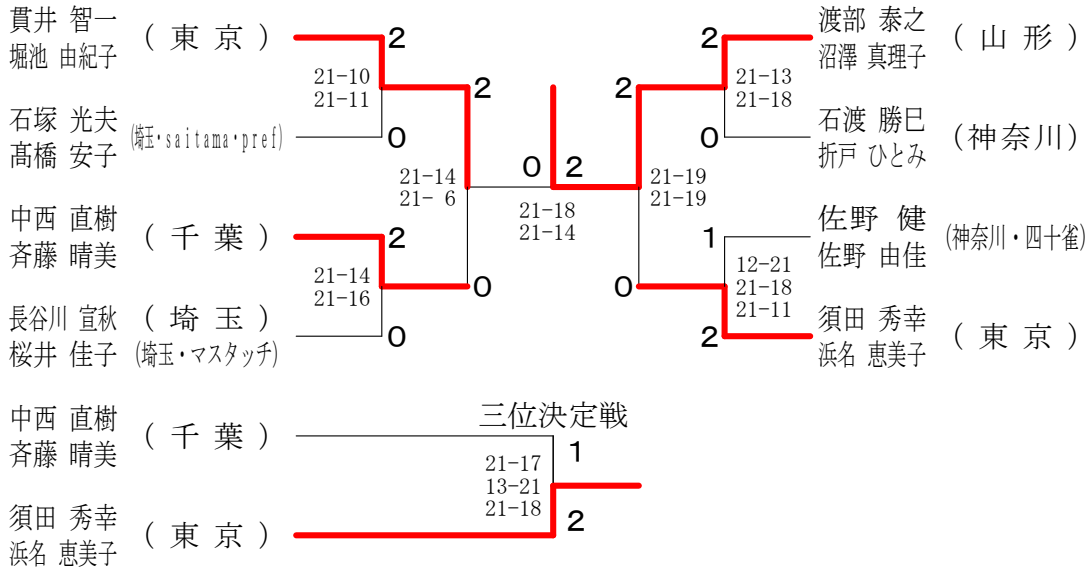 貫井 智一
堀池 由紀子
(東京)
2
21-10
21-11
石塚 光夫
髙橋 安子
(埼玉・saitama・pref)
0
2
21-14
21- 6
中西 直樹
斉藤 晴美
(千葉)
2
21-14
21-16
0
長谷川 宣秋
(埼玉)
桜井 佳子
(埼玉・マスタッチ)
0
0
2
21-18
21-14
渡部 泰之
沼澤 真理子
(山形)
2
21-13
21-18
石渡 勝巳
折戸 ひとみ
(神奈川)
0
2
21-19
21-19
佐野 健
佐野 由佳
(神奈川・四十雀)
1
12-21
21-18
21-11
0
須田 秀幸
浜名 恵美子
(東京)
2
三位決定戦
中西 直樹
斉藤 晴美
(千葉)
1
21-17
13-21
21-18
須田 秀幸
浜名 恵美子
(東京)
2